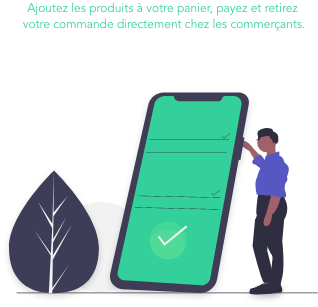 Ajoutez les produits à votre panier, payez et retirez
votre commande directement chez les commerçants.